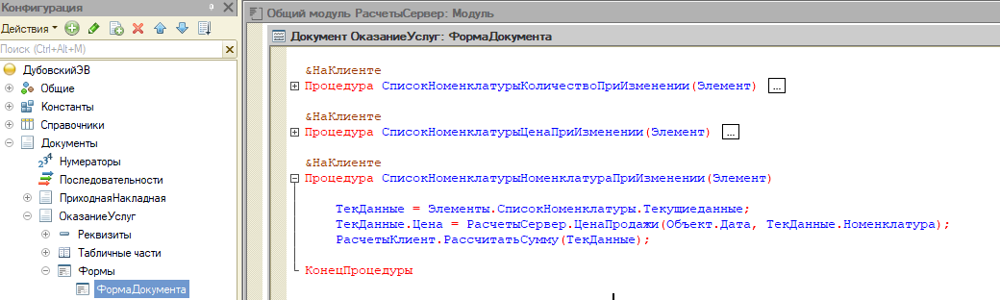 Конфигурация
Действия
Поиск (Ctrl+Alt+M)
ДубовскийЭВ
Общие
Константы
Справочники
Документы
Нумераторы
Последовательности
ПриходнаяНакладная
ОказаниеУслуг
Реквизиты
Табличные части
Формы
ФормаДокумента
Общий модуль РасчетыСервер: Модуль
Документ ОказаниеУслуг: ФормаДокумента
&НаКлиенте
Процедура СписокНоменклатурыКоличествоПриИзменении(Элемент) ...
&НаКлиенте
Процедура СписокНоменклатурыЦенаПриИзменении(Элемент) ...
&НаКлиенте
Процедура СписокНоменклатурыНоменклатураПриИзменении(Элемент)
ТекДанные = Элементы.СписокНоменклатуры.Текущиеданные;
ТекДанные.Цена = РасчетыСервер.ЦенаПродажи(Объект.Дата, ТекДанные.Номенклатура);
РасчетыКлиент.РассчитатьСумму(ТекДанные);
КонецПроцедуры